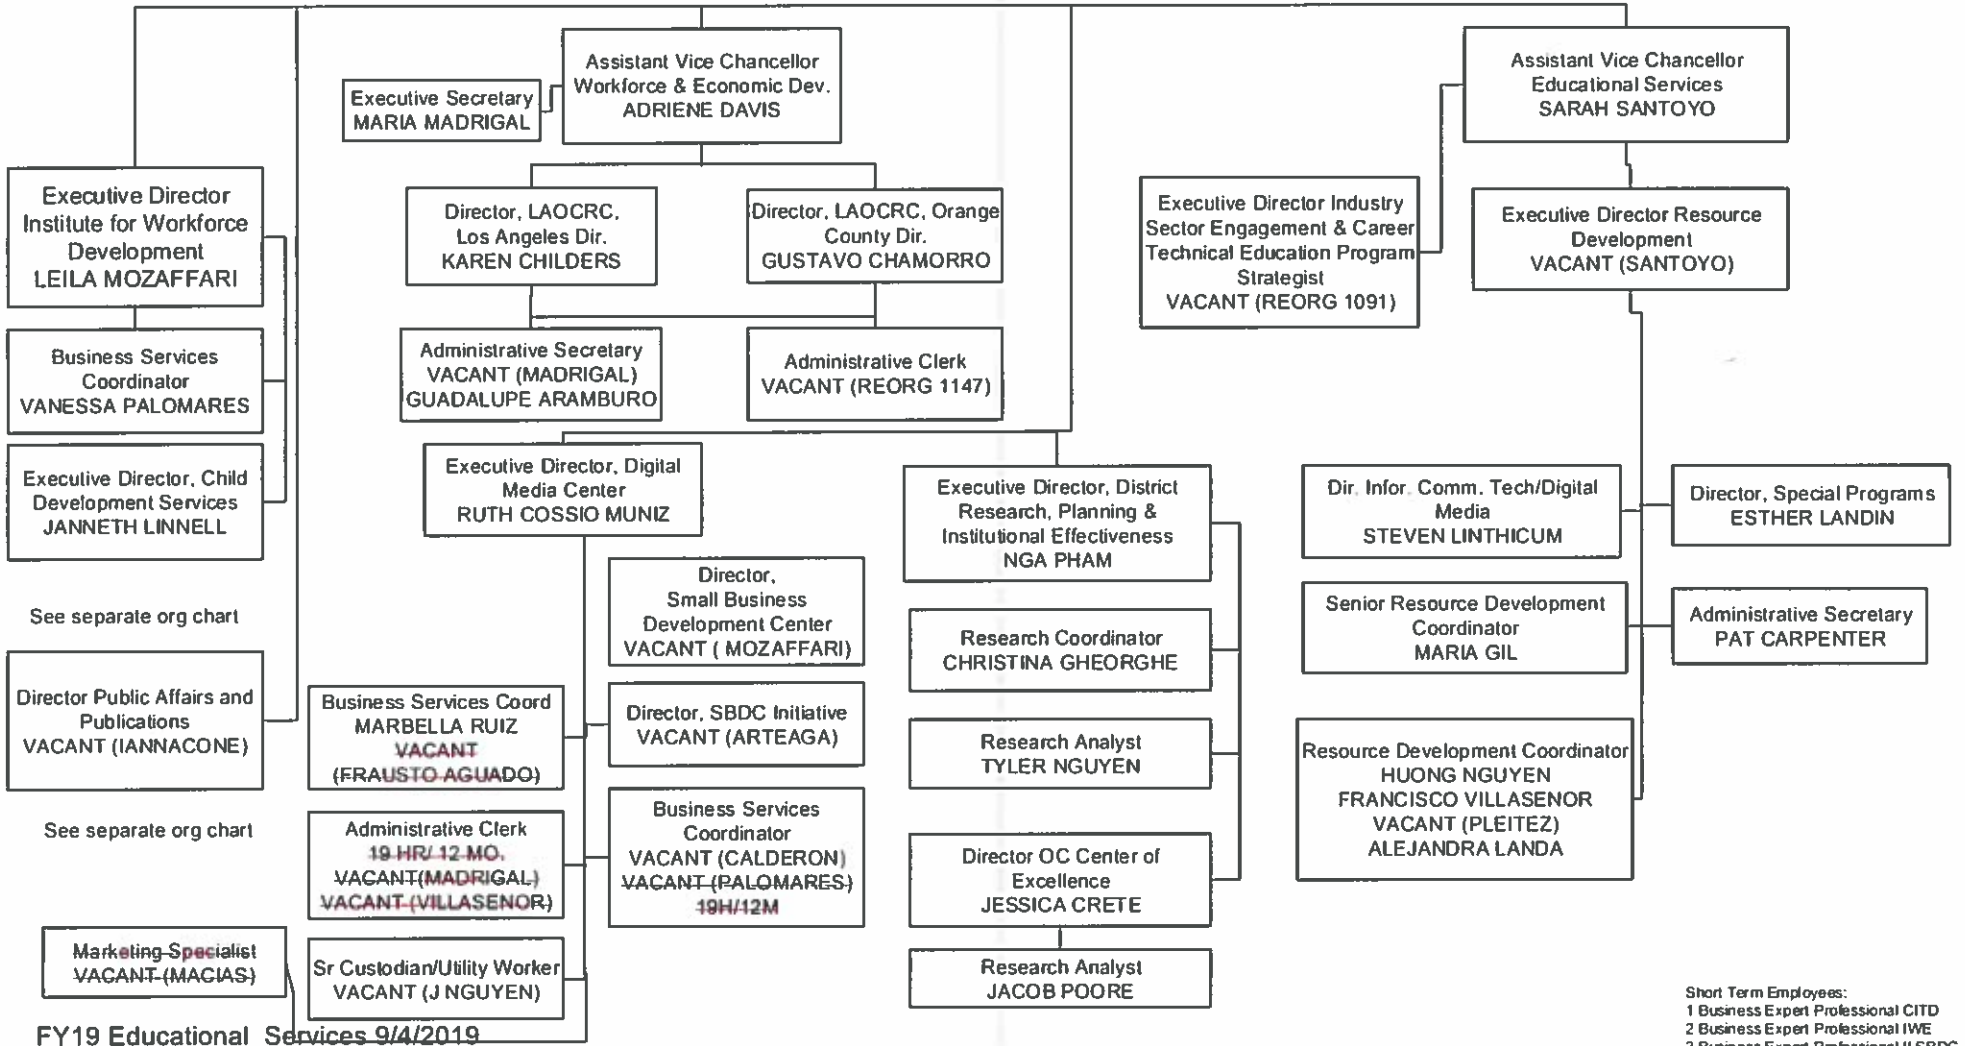 Assistant Vice Chancellor
Workforce & Economic Dev.
ADRIENE DAVIS
Executive Secretary
MARIA MADRIGAL
Assistant Vice Chancellor
Educational Services
SARAH SANTOYO
Executive Director
Institute for Workforce
Development
LEILA MOZAFFARI
Director, LAOCRC,
Los Angeles Dir.
KAREN CHILDERS
Director, LAOCRC, Orange
County Dir.
GUSTAVO CHAMORRO
Executive Director Industry
Sector Engagement & Career
Technical Education Program
Strategist
VACANT (REORG 1091)
Executive Director Resource
Development
VACANT (SANTOYO)
Business Services
Coordinator
VANESSA PALOMARES
Administrative Secretary
VACANT (MADRIGAL)
GUADALUPE ARAMBURO
Administrative Clerk
VACANT (REORG 1147)
Executive Director, Child
Development Services
JANNETH LINNELL
See separate org chart
Executive Director, Digital
Media Center
RUTH COSSIO MUNIZ
Executive Director, District
Research, Planning &
Institutional Effectiveness
NGA PHAM
Dir. Infor. Comm. Tech/Digital
Media
STEVEN LINTHICUM
Director, Special Programs
ESTHER LANDIN
Director,
Small Business
Development Center
VACANT ( MOZAFFARI)
Research Coordinator
CHRISTINA GHEORGHE
Senior Resource Development
Coordinator
MARIA GIL
Administrative Secretary
PAT CARPENTER
Director Public Affairs and
Publications
VACANT (IANNACONE)
See separate org chart
Business Services Coord
MARBELLA RUIZ
VACANT
(FRAUSTO AGUADO)
Director, SBDC Initiative
VACANT (ARTEAGA)
Research Analyst
TYLER NGUYEN
Resource Development Coordinator
HUONG NGUYEN
FRANCISCO VILLASENOR
VACANT (PLEITEZ)
ALEJANDRA LANDA
Administrative Clerk
19 HR/ 12 MO.
VACANT(MADRIGAL)
VACANT (VILLASENOR)
Business Services
Coordinator
VACANT (CALDERON)
VACANT (PALOMARES)
19H/12M
Director OC Center of
Excellence
JESSICA CRETE
Marketing Specialist
VACANT (MACIAS)
Sr Custodian/Utility Worker
VACANT (J NGUYEN)
Research Analyst
JACOB POORE
FY19 Educational Services 9/4/2019
Short Term Employees:
1 Business Expert Professional CITD
2 Business Expert Professional IWE
Business Expert Professional II SBDC